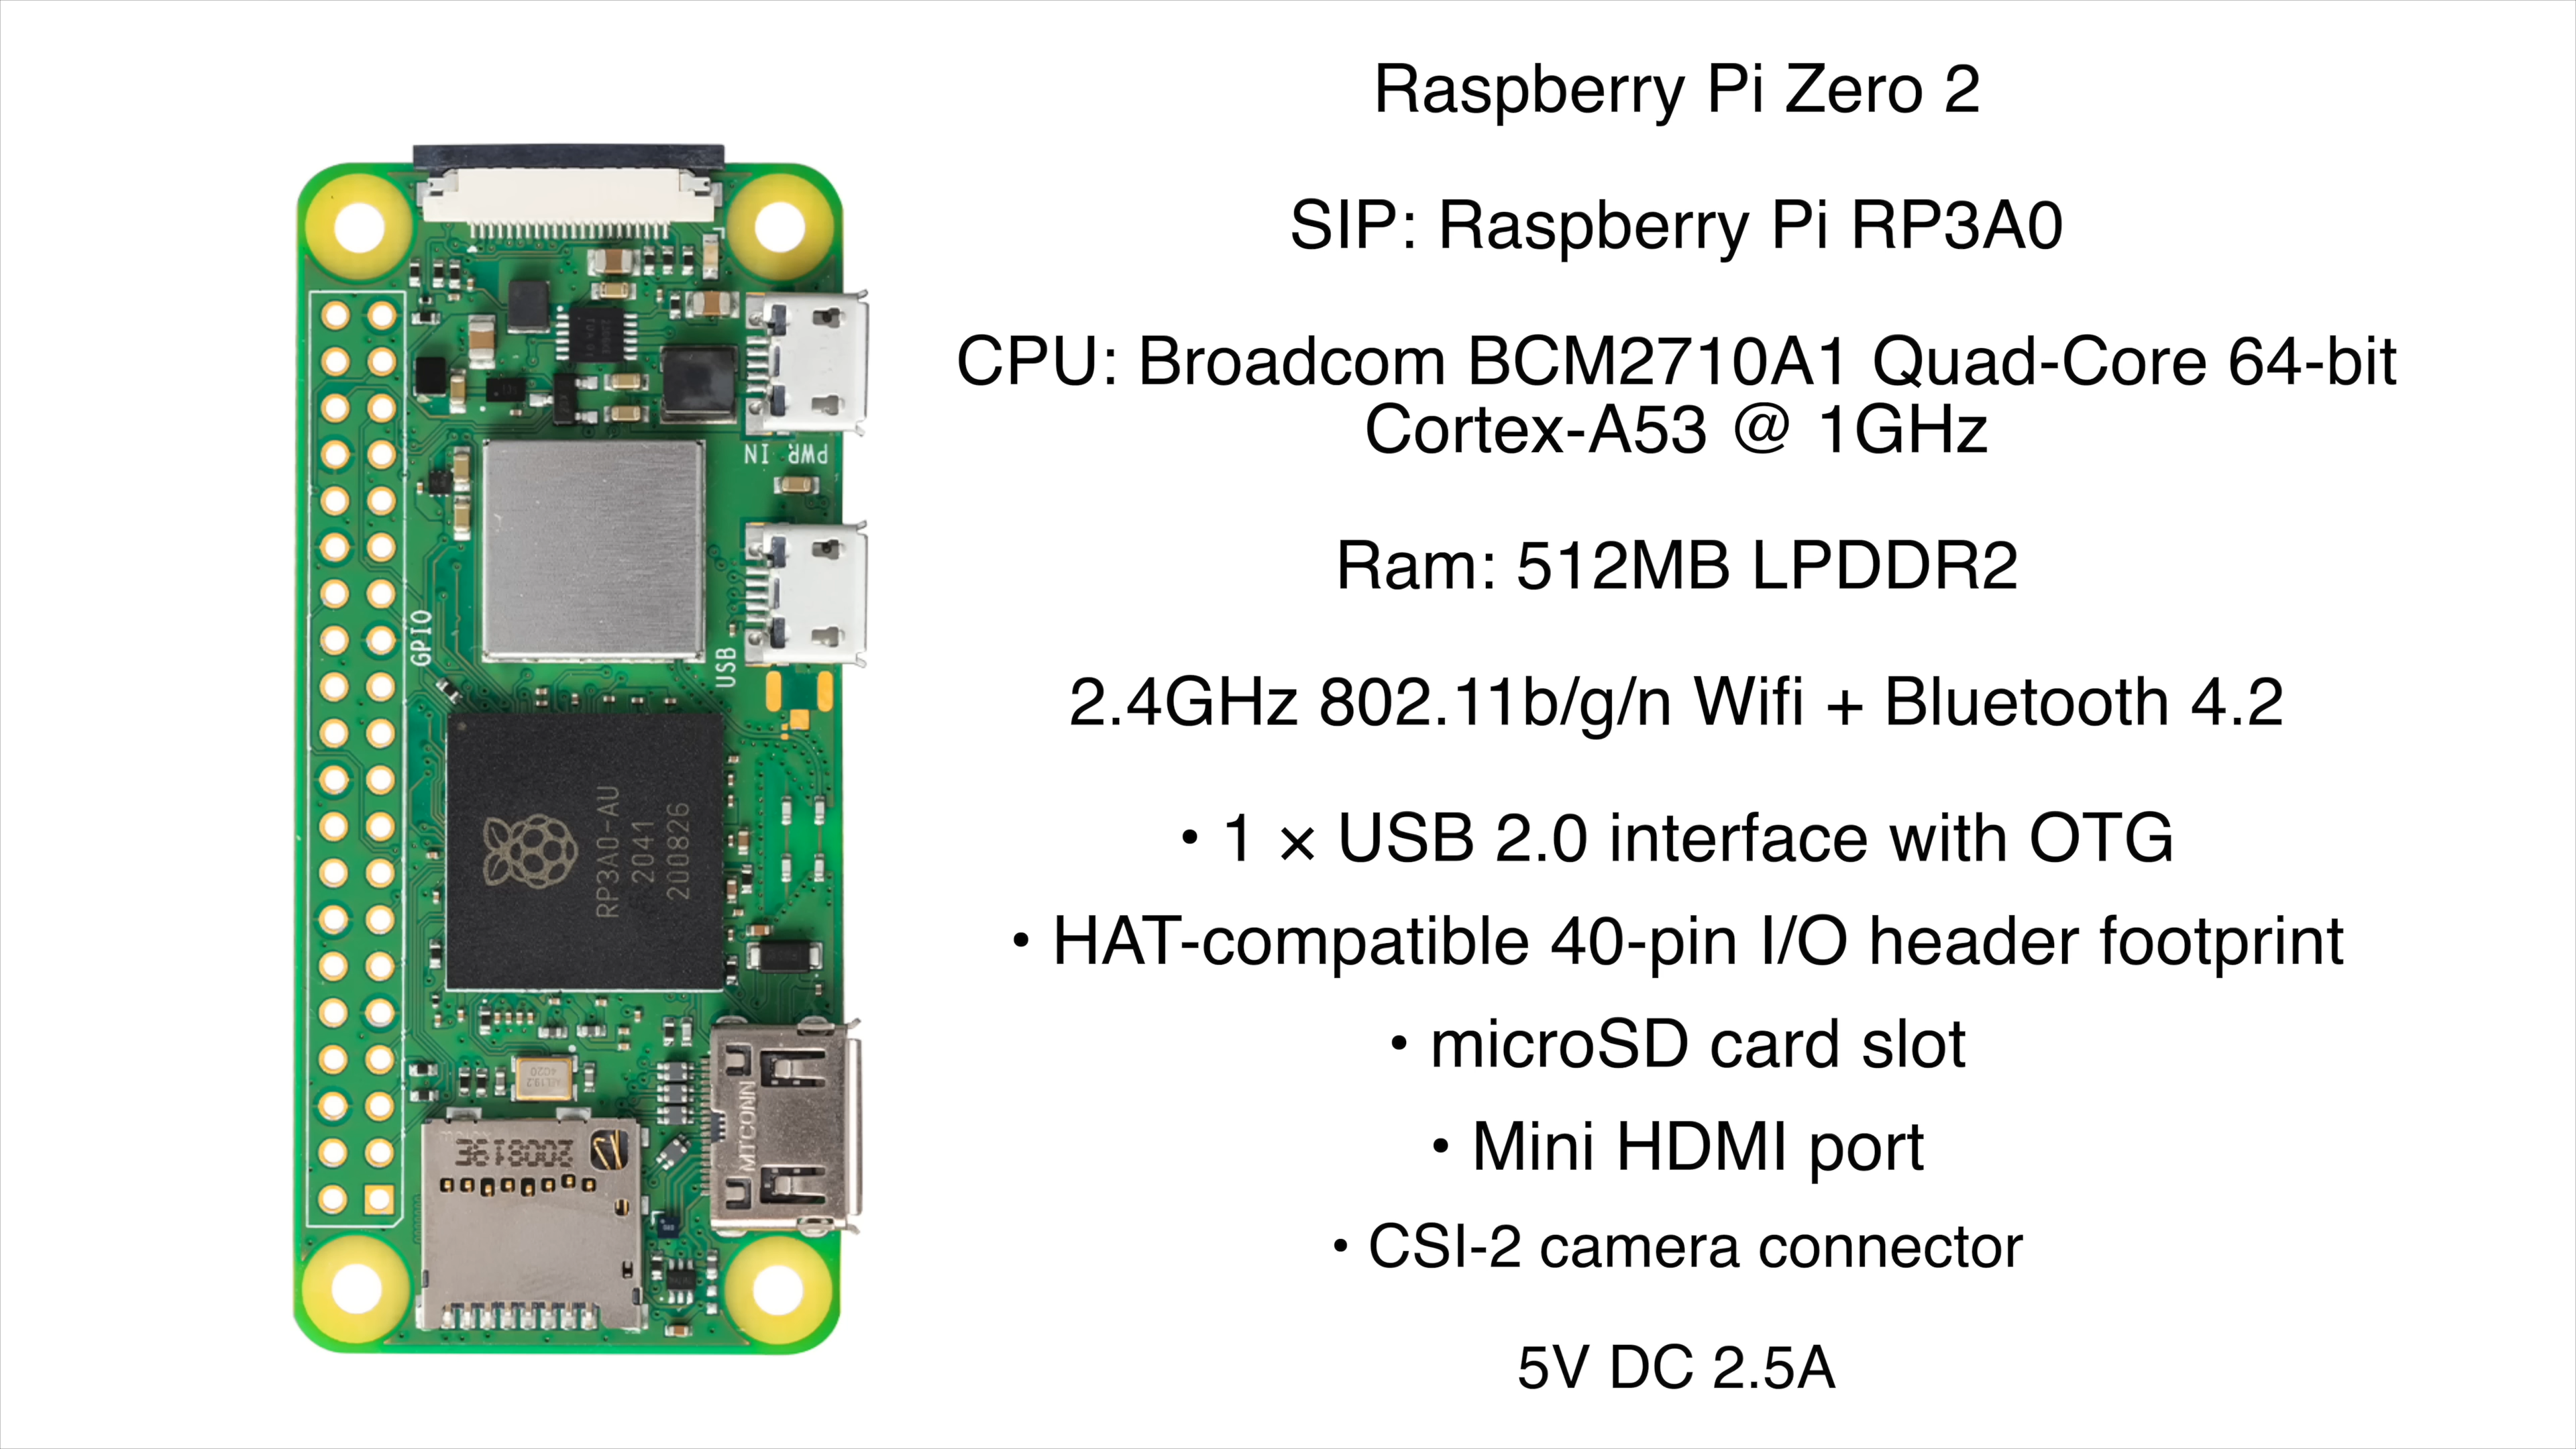 Raspberry Pi Zero 2
SIP: Raspberry Pi RP3A0
CPU: Broadcom BCM2710A1 Quad-Core 64-bit
Cortex-A53 @ 1GHz
Ram: 512MB LPDDR2
2.4GHz 802.11b/g/n Wifi + Bluetooth 4.2
• 1 × USB 2.0 interface with OTG
• HAT-compatible 40-pin I/O header footprint
• microSD card slot
• Mini HDMI port
• CSI-2 camera connector
5V DC 2.5A
PWR IN
USB
GPIO
RP3A0-AU
2041
200826
MTCONN